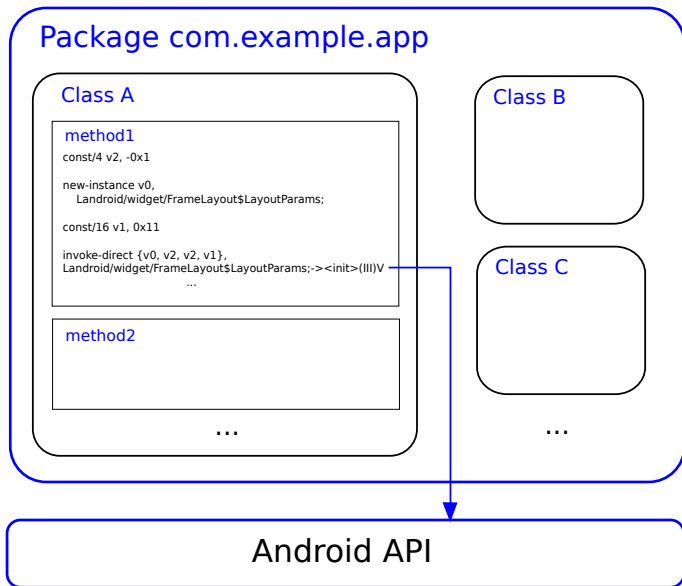 Package com.example.app
Class A
method1
const/4 v2, -0x1
new-instance v0,
Landroid/widget/FrameLayout$LayoutParams;
const/16 v1, 0x11
invoke-direct {v0, v2, v2, v1},
Landroid/widget/FrameLayout$LayoutParams;-><init>(III)V
...
method2
...
Class B
Class C
...
Android API